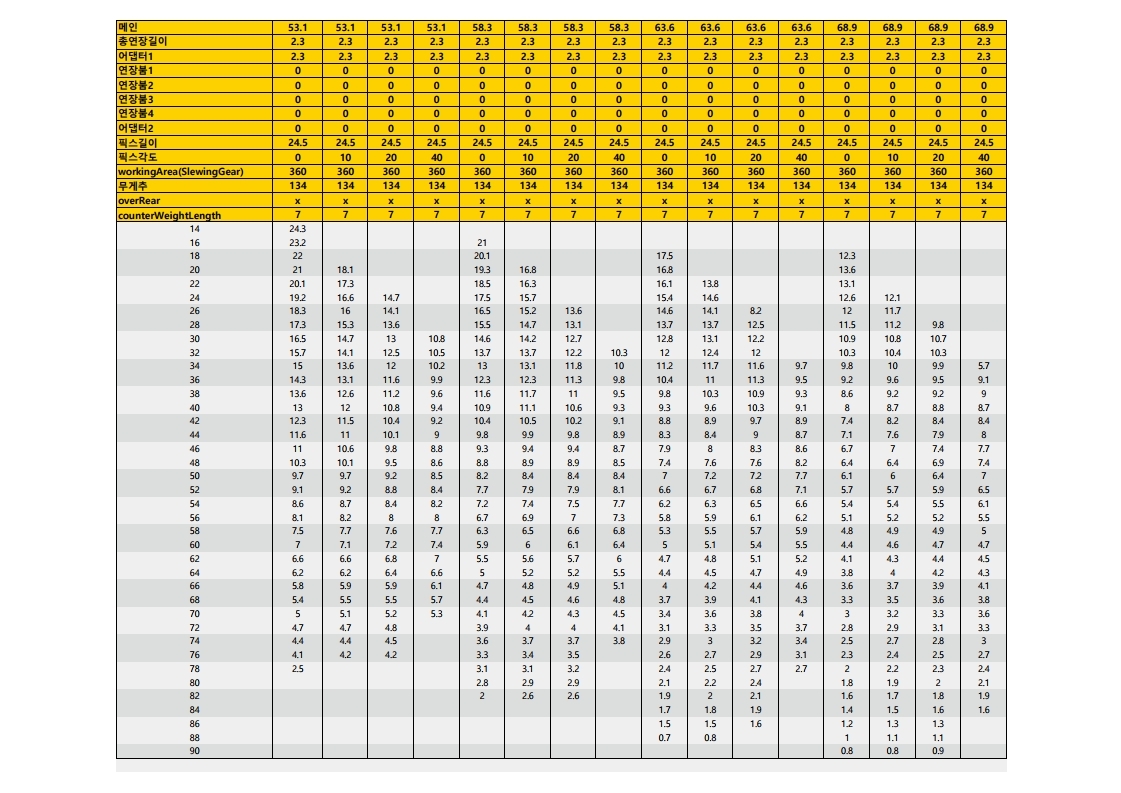 메인 53.1 53.1 53.1 53.1 58.3 58.3 58.3 58.3 63.6 63.6 63.6 63.6 68.9 68.9 68.9 68.9
총연장길이 2.3 2.3 2.3 2.3 2.3 2.3 2.3 2.3 2.3 2.3 2.3 2.3 2.3 2.3 2.3 2.3
어댑터1 2.3 2.3 2.3 2.3 2.3 2.3 2.3 2.3 2.3 2.3 2.3 2.3 2.3 2.3 2.3 2.3
연장붐1 0 0 0 0 0 0 0 0 0 0 0 0 0 0 0 0
연장붐2 0 0 0 0 0 0 0 0 0 0 0 0 0 0 0 0
연장붐3 0 0 0 0 0 0 0 0 0 0 0 0 0 0 0 0
연장붐4 0 0 0 0 0 0 0 0 0 0 0 0 0 0 0 0
어댑터2 0 0 0 0 0 0 0 0 0 0 0 0 0 0 0 0
픽스길이 24.5 24.5 24.5 24.5 24.5 24.5 24.5 24.5 24.5 24.5 24.5 24.5 24.5 24.5 24.5 24.5
픽스각도 0 10 20 40 0 10 20 40 0 10 20 40 0 10 20 40
workingArea(SlewingGear) 360 360 360 360 360 360 360 360 360 360 360 360 360 360 360 360
무게추 134 134 134 134 134 134 134 134 134 134 134 134 134 134 134 134
overRear x x x x x x x x x x x x x x x x
counterWeightLength 7 7 7 7 7 7 7 7 7 7 7 7 7 7 7 7
14 24.3
16 23.2 21
18 22 20.1 17.5 12.3
20 21 18.1 19.3 16.8 16.8 13.6
22 20.1 17.3 18.5 16.3 16.1 13.8 13.1
24 19.2 16.6 14.7 17.5 15.7 15.4 14.6 12.6 12.1
26 18.3 16 14.1 16.5 15.2 13.6 14.6 14.1 8.2 12 11.7
28 17.3 15.3 13.6 15.5 14.7 13.1 13.7 13.7 12.5 11.5 11.2 9.8
30 16.5 14.7 13 10.8 14.6 14.2 12.7 12.8 13.1 12.2 10.9 10.8 10.7
32 15.7 14.1 12.5 10.5 13.7 13.7 12.2 10.3 12 12.4 12 10.3 10.4 10.3
34 15 13.6 12 10.2 13 13.1 11.8 10 11.2 11.7 11.6 9.7 9.8 10 9.9 5.7
36 14.3 13.1 11.6 9.9 12.3 12.3 11.3 9.8 10.4 11 11.3 9.5 9.2 9.6 9.5 9.1
38 13.6 12.6 11.2 9.6 11.6 11.7 11 9.5 9.8 10.3 10.9 9.3 8.6 9.2 9.2 9
40 13 12 10.8 9.4 10.9 11.1 10.6 9.3 9.3 9.6 10.3 9.1 8 8.7 8.8 8.7
42 12.3 11.5 10.4 9.2 10.4 10.5 10.2 9.1 8.8 8.9 9.7 8.9 7.4 8.2 8.4 8.4
44 11.6 11 10.1 9 9.8 9.9 9.8 8.9 8.3 8.4 9 8.7 7.1 7.6 7.9 8
46 11 10.6 9.8 8.8 9.3 9.4 9.4 8.7 7.9 8 8.3 8.6 6.7 7 7.4 7.7
48 10.3 10.1 9.5 8.6 8.8 8.9 8.9 8.5 7.4 7.6 7.6 8.2 6.4 6.4 6.9 7.4
50 9.7 9.7 9.2 8.5 8.2 8.4 8.4 8.4 7 7.2 7.2 7.7 6.1 6 6.4 7
52 9.1 9.2 8.8 8.4 7.7 7.9 7.9 8.1 6.6 6.7 6.8 7.1 5.7 5.7 5.9 6.5
54 8.6 8.7 8.4 8.2 7.2 7.4 7.5 7.7 6.2 6.3 6.5 6.6 5.4 5.4 5.5 6.1
56 8.1 8.2 8 8 6.7 6.9 7 7.3 5.8 5.9 6.1 6.2 5.1 5.2 5.2 5.5
58 7.5 7.7 7.6 7.7 6.3 6.5 6.6 6.8 5.3 5.5 5.7 5.9 4.8 4.9 4.9 5
60 7 7.1 7.2 7.4 5.9 6 6.1 6.4 5 5.1 5.4 5.5 4.4 4.6 4.7 4.7
62 6.6 6.6 6.8 7 5.5 5.6 5.7 6 4.7 4.8 5.1 5.2 4.1 4.3 4.4 4.5
64 6.2 6.2 6.4 6.6 5 5.2 5.2 5.5 4.4 4.5 4.7 4.9 3.8 4 4.2 4.3
66 5.8 5.9 5.9 6.1 4.7 4.8 4.9 5.1 4 4.2 4.4 4.6 3.6 3.7 3.9 4.1
68 5.4 5.5 5.5 5.7 4.4 4.5 4.6 4.8 3.7 3.9 4.1 4.3 3.3 3.5 3.6 3.8
70 5 5.1 5.2 5.3 4.1 4.2 4.3 4.5 3.4 3.6 3.8 4 3 3.2 3.3 3.6
72 4.7 4.7 4.8 3.9 4 4 4.1 3.1 3.3 3.5 3.7 2.8 2.9 3.1 3.3
74 4.4 4.4 4.5 3.6 3.7 3.7 3.8 2.9 3 3.2 3.4 2.5 2.7 2.8 3
76 4.1 4.2 4.2 3.3 3.4 3.5 2.6 2.7 2.9 3.1 2.3 2.4 2.5 2.7
78 2.5 3.1 3.1 3.2 2.4 2.5 2.7 2.7 2 2.2 2.3 2.4
80 2.8 2.9 2.9 2.1 2.2 2.4 1.8 1.9 2 2.1
82 2 2.6 2.6 1.9 2 2.1 1.6 1.7 1.8 1.9
84 1.7 1.8 1.9 1.4 1.5 1.6 1.6
86 1.5 1.5 1.6 1.2 1.3 1.3
88 0.7 0.8 1 1.1 1.1
90 0.8 0.8 0.9